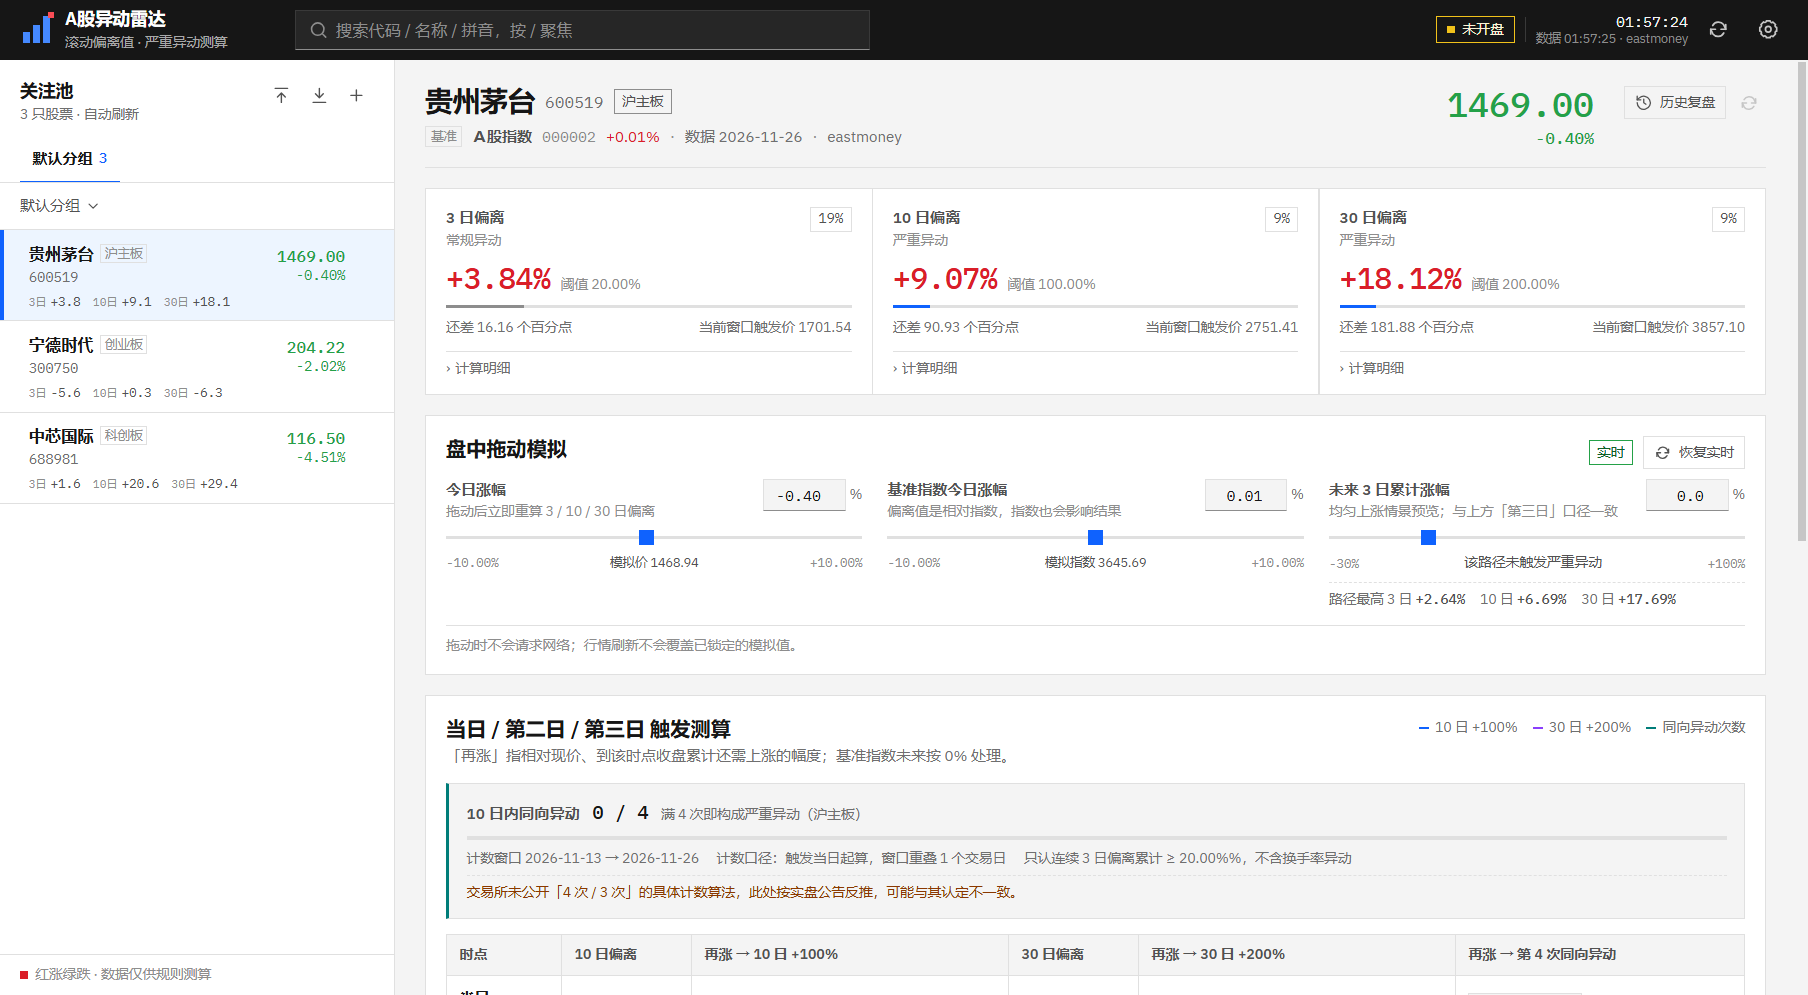 A股异动雷达
滚动偏离值 · 严重异动测算
搜索代码 / 名称 / 拼音，按 / 聚焦
未开盘
01:57:24
数据 01:57:25 · eastmoney
关注池
3 只股票 · 自动刷新
默认分组 3
默认分组
贵州茅台 沪主板 1469.00
600519 -0.40%
3日 +3.8 10日 +9.1 30日 +18.1
宁德时代 创业板 204.22
300750 -2.02%
3日 -5.6 10日 +0.3 30日 -6.3
中芯国际 科创板 116.50
688981 -4.51%
3日 +1.6 10日 +20.6 30日 +29.4
红涨绿跌 · 数据仅供规则测算
贵州茅台 600519 沪主板
基准 A股指数 000002 +0.01% · 数据 2026-11-26 · eastmoney
1469.00
-0.40%
历史复盘
3 日偏离 19%
常规异动
+3.84% 阈值 20.00%
还差 16.16 个百分点 当前窗口触发价 1701.54
› 计算明细
10 日偏离 9%
严重异动
+9.07% 阈值 100.00%
还差 90.93 个百分点 当前窗口触发价 2751.41
› 计算明细
30 日偏离 9%
严重异动
+18.12% 阈值 200.00%
还差 181.88 个百分点 当前窗口触发价 3857.10
› 计算明细
盘中拖动模拟
实时 恢复实时
今日涨幅 -0.40 %
拖动后立即重算 3 / 10 / 30 日偏离
-10.00% 模拟价 1468.94 +10.00%
基准指数今日涨幅 0.01 %
偏离值是相对指数，指数也会影响结果
-10.00% 模拟指数 3645.69 +10.00%
未来 3 日累计涨幅 0.0 %
均匀上涨情景预览；与上方「第三日」口径一致
-30% 该路径未触发严重异动 +100%
路径最高 3 日 +2.64% 10 日 +6.69% 30 日 +17.69%
拖动时不会请求网络；行情刷新不会覆盖已锁定的模拟值。
当日 / 第二日 / 第三日 触发测算
10 日 +100% 30 日 +200% 同向异动次数
「再涨」指相对现价、到该时点收盘累计还需上涨的幅度；基准指数未来按 0% 处理。
10 日内同向异动 0 / 4 满 4 次即构成严重异动（沪主板）
计数窗口 2026-11-13 → 2026-11-26 计数口径：触发当日起算，窗口重叠 1 个交易日 只认连续 3 日偏离累计 ≥ 20.00%%，不含换手率异动
交易所未公开「4 次 / 3 次」的具体计数算法，此处按实盘公告反推，可能与其认定不一致。
时点 10 日偏离 再涨 → 10 日 +100% 30 日偏离 再涨 → 30 日 +200% 再涨 → 第 4 次同向异动